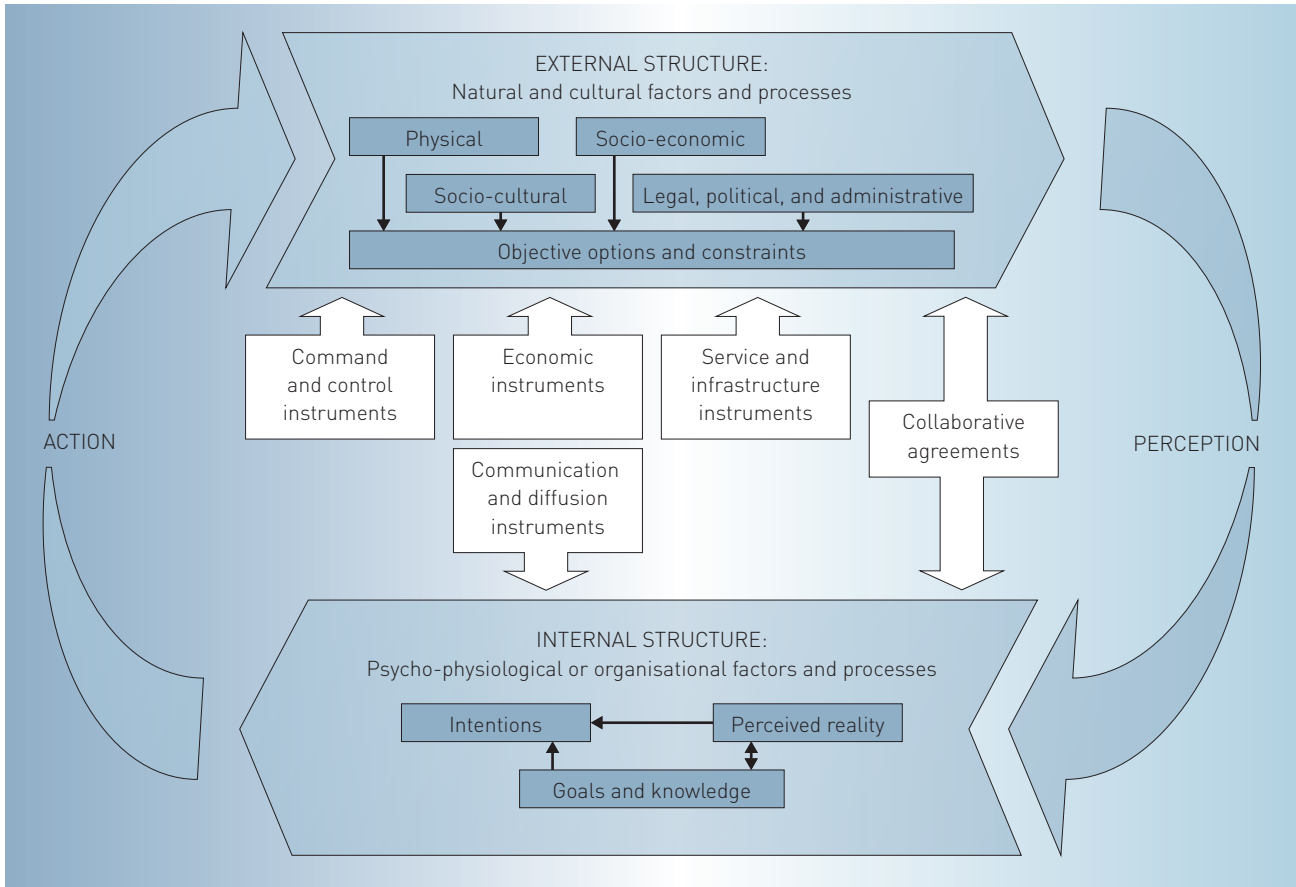 EXTERNAL STRUCTURE:
Natural and cultural factors and processes
Physical
Socio-economic
Socio-cultural
Legal, political, and administrative
Objective options and constraints
Command
and control
instruments
Economic
instruments
Service and
infrastructure
instruments
Collaborative
agreements
ACTION
PERCEPTION
Communication
and diffusion
instruments
INTERNAL STRUCTURE:
Psycho-physiological or organisational factors and processes
Intentions
Perceived reality
Goals and knowledge